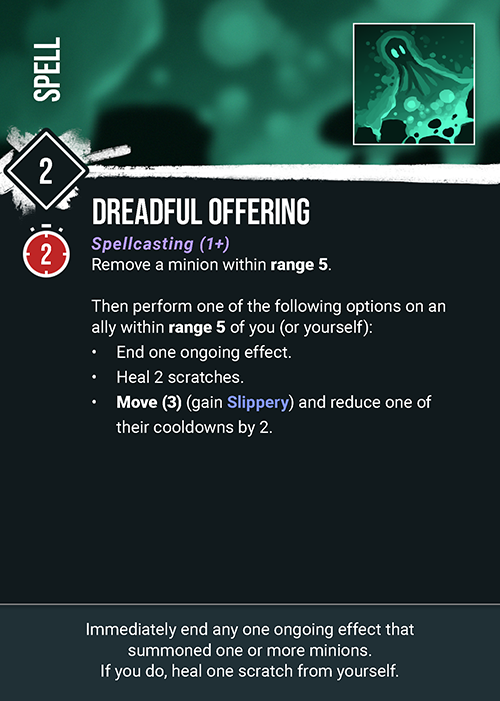 SPELL
2
DREADFUL OFFERING
2
Spellcasting (1+)
Remove a minion within range 5.
Then perform one of the following options on an
ally within range 5 of you (or yourself):
• End one ongoing effect.
• Heal 2 scratches.
• Move (3) (gain Slippery) and reduce one of
their cooldowns by 2.
Immediately end any one ongoing effect that
summoned one or more minions.
If you do, heal one scratch from yourself.